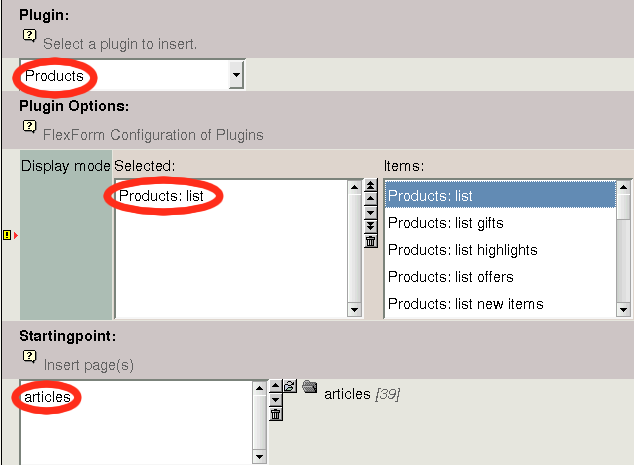 Plugin:
Select a plugin to insert.
Products
Plugin Options:
FlexForm Configuration of Plugins
Display mode Selected: Items:
Products: list
Products: list
Products: list gifts
Products: list highlights
Products: list offers
Products: list new items
Startingpoint:
Insert page(s)
articles
articles [39]